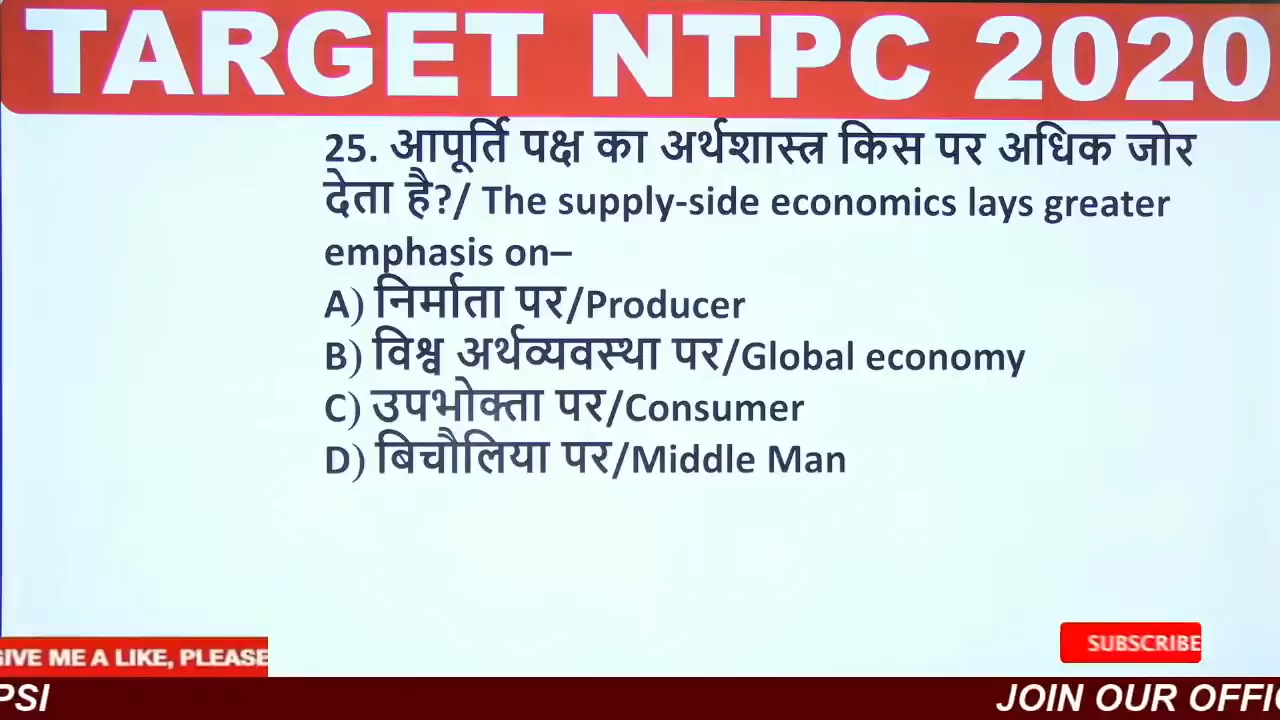 TARGET NTPC 2020
25. आपूर्ति पक्ष का अर्थशास्त्र किस पर अधिक जोर
देता है?/ The supply-side economics lays greater
emphasis on–
A) निर्माता पर/Producer
B) विश्व अर्थव्यवस्था पर/Global economy
C) उपभोक्ता पर/Consumer
D) बिचौलिया पर/Middle Man
GIVE ME A LIKE, PLEASE
SUBSCRIBE
PSI JOIN OUR OFFIC